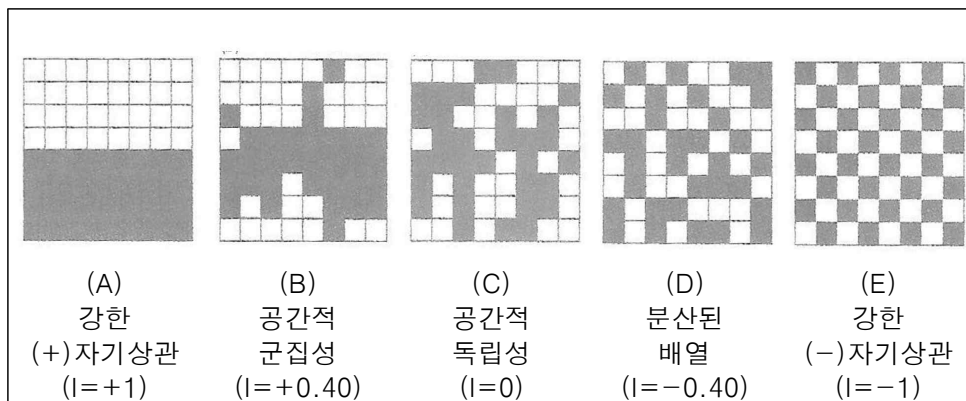 (A)
강한
(+)자기상관
(I=+1)
(B)
공간적
군집성
(I=+0.40)
(C)
공간적
독립성
(I=0)
(D)
분산된
배열
(I=-0.40)
(E)
강한
(-)자기상관
(I=-1)